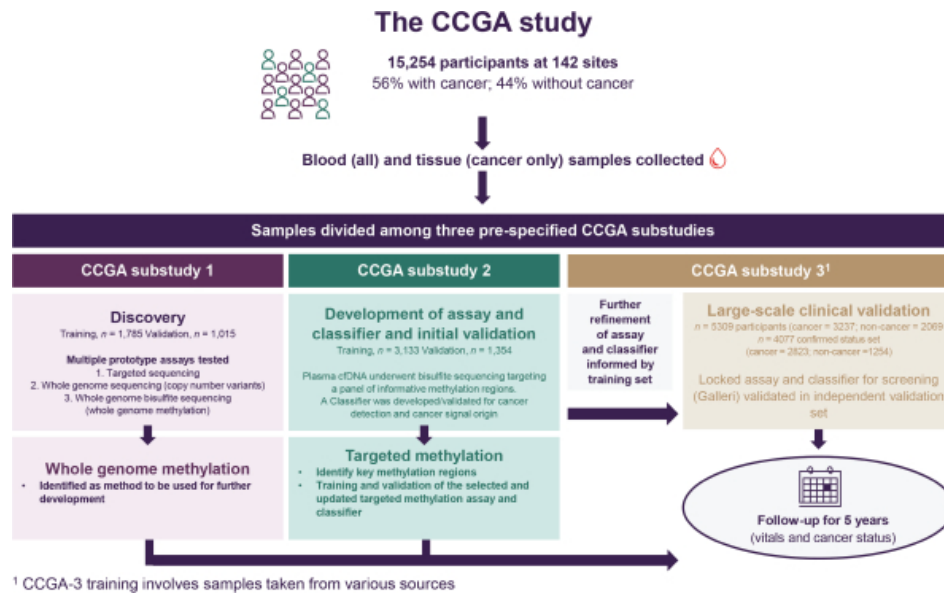 The CCGA study
15,254 participants at 142 sites
56% with cancer; 44% without cancer
Blood (all) and tissue (cancer only) samples collected
Samples divided among three pre-specified CCGA substudies
CCGA substudy 1
Discovery
Training, n = 1,785 Validation, n = 1,015
Multiple prototype assays tested
1. Targeted sequencing
2. Whole genome sequencing (copy number variants)
3. Whole genome bisulfite sequencing
(whole genome methylation)
Whole genome methylation
• Identified as method to be used for further
development
CCGA substudy 2
Development of assay and
classifier and initial validation
Training, n = 3,133 Validation, n = 1,354
Plasma cfDNA underwent bisulfite sequencing targeting
a panel of informative methylation regions.
A Classifier was developed/validated for cancer
detection and cancer signal origin
Targeted methylation
• Identify key methylation regions
• Training and validation of the selected and
updated targeted methylation assay and
classifier
CCGA substudy 3¹
Further
refinement
of assay
and classifier
informed by
training set
Large-scale clinical validation
n = 5309 participants (cancer = 3237; non-cancer = 2069
n = 4077 confirmed status set
(cancer = 2823; non-cancer =1254)
Locked assay and classifier for screening
(Galleri) validated in independent validation
set
Follow-up for 5 years
(vitals and cancer status)
¹ CCGA-3 training involves samples taken from various sources